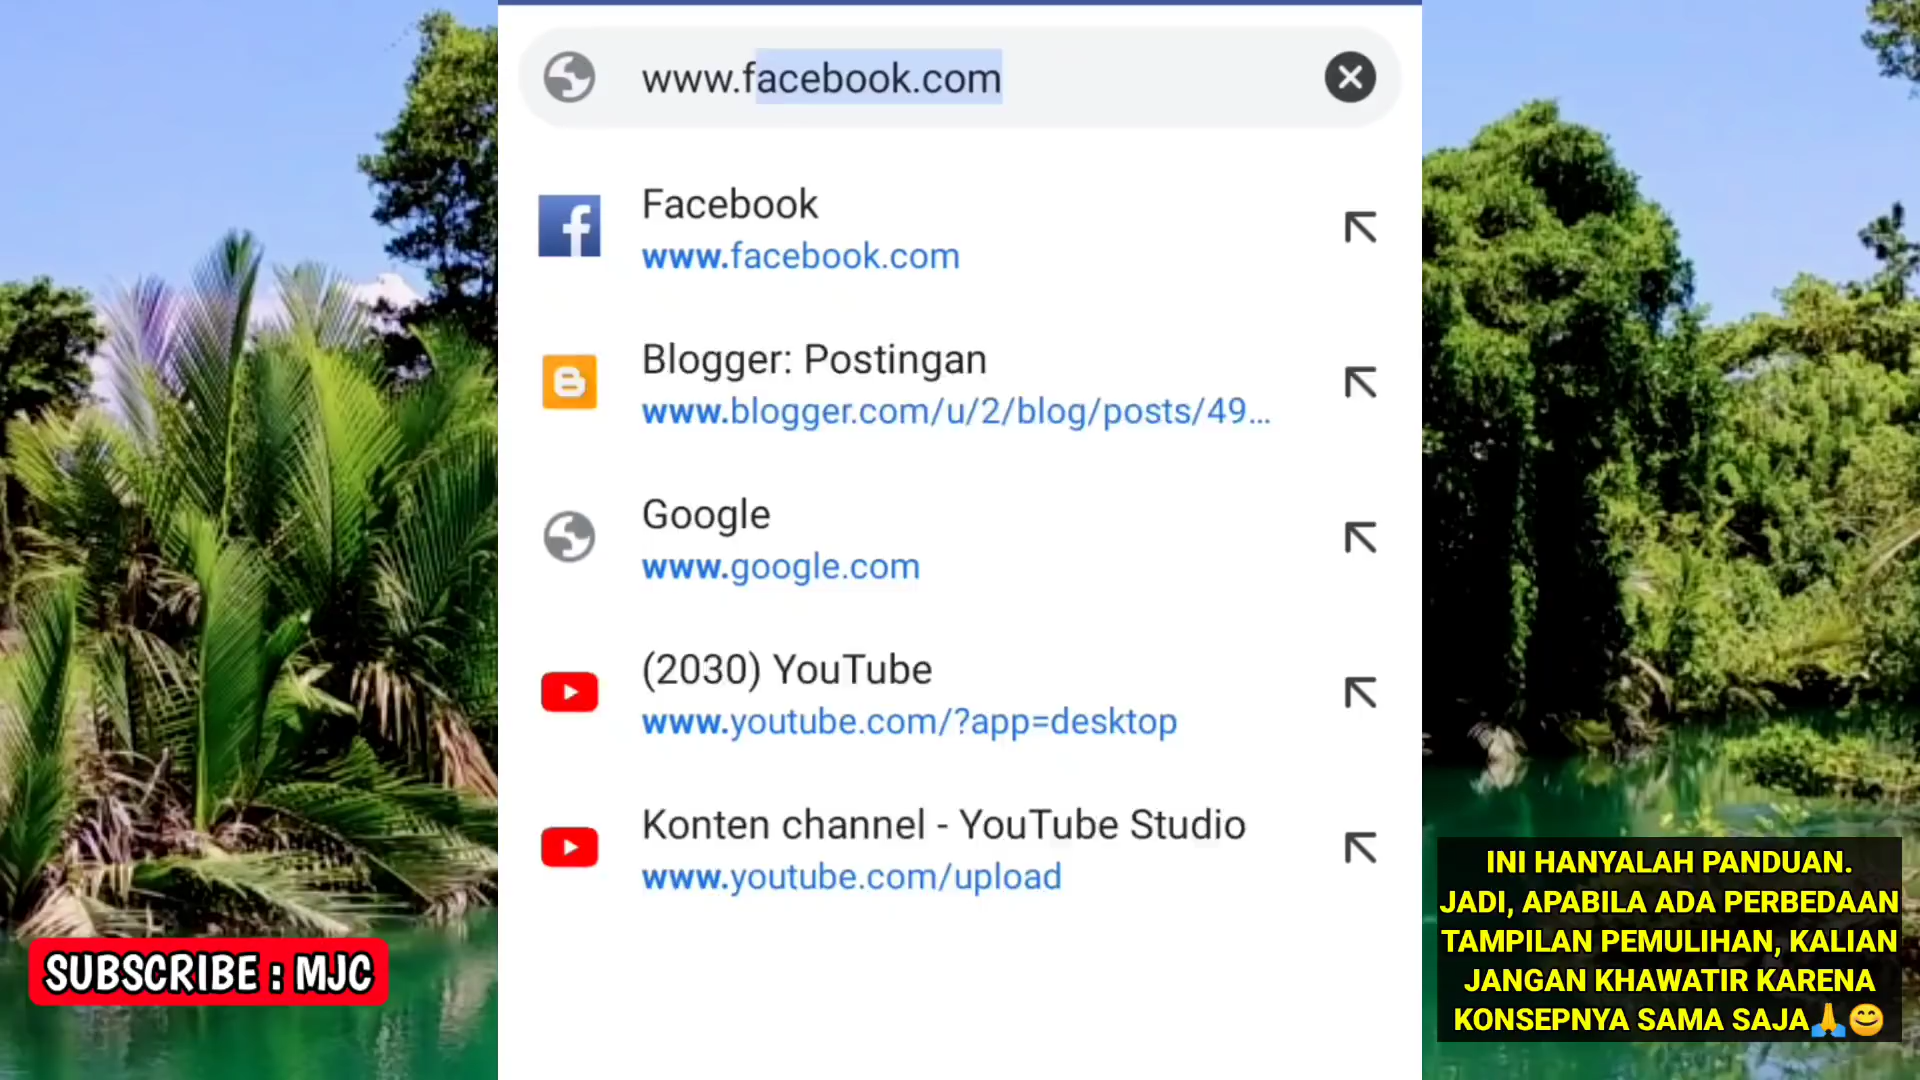 www.facebook.com
Facebook
www.facebook.com
Blogger: Postingan
www.blogger.com/u/2/blog/posts/49...
Google
www.google.com
(2030) YouTube
www.youtube.com/?app=desktop
Konten channel - YouTube Studio
www.youtube.com/upload
SUBSCRIBE : MJC
INI HANYALAH PANDUAN.
JADI, APABILA ADA PERBEDAAN
TAMPILAN PEMULIHAN, KALIAN
JANGAN KHAWATIR KARENA
KONSEPNYA SAMA SAJA🙏😊